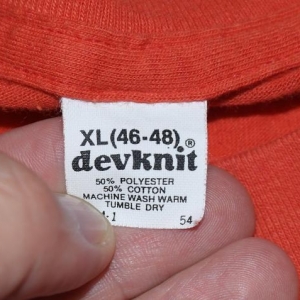 XL (46-48)
devknit®
50% POLYESTER
50% COTTON
MACHINE WASH WARM
TUMBLE DRY
54